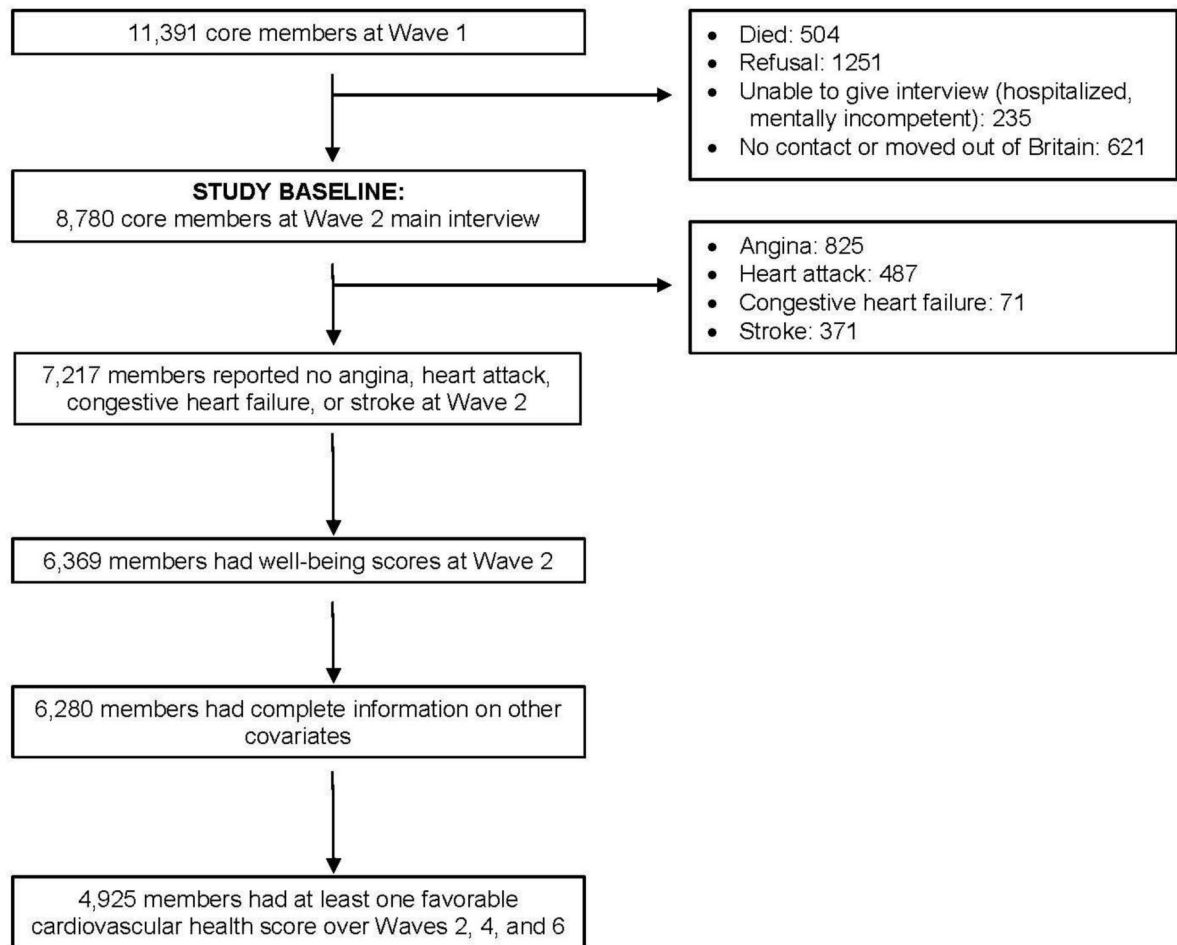 11,391 core members at Wave 1
• Died: 504
• Refusal: 1251
• Unable to give interview (hospitalized,
mentally incompetent): 235
• No contact or moved out of Britain: 621
STUDY BASELINE:
8,780 core members at Wave 2 main interview
• Angina: 825
• Heart attack: 487
• Congestive heart failure: 71
• Stroke: 371
7,217 members reported no angina, heart attack,
congestive heart failure, or stroke at Wave 2
6,369 members had well-being scores at Wave 2
6,280 members had complete information on other
covariates
4,925 members had at least one favorable
cardiovascular health score over Waves 2, 4, and 6